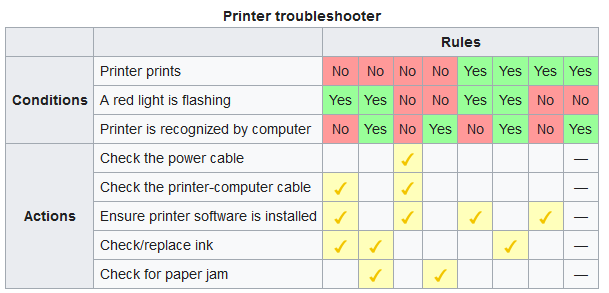 Printer troubleshooter
Rules
Conditions
Printer prints No No No No Yes Yes Yes Yes
A red light is flashing Yes Yes No No Yes Yes No No
Printer is recognized by computer No Yes No Yes No Yes No Yes
Actions
Check the power cable ✓ —
Check the printer-computer cable ✓ ✓ —
Ensure printer software is installed ✓ ✓ ✓ ✓ —
Check/replace ink ✓ ✓ ✓ —
Check for paper jam ✓ ✓ —